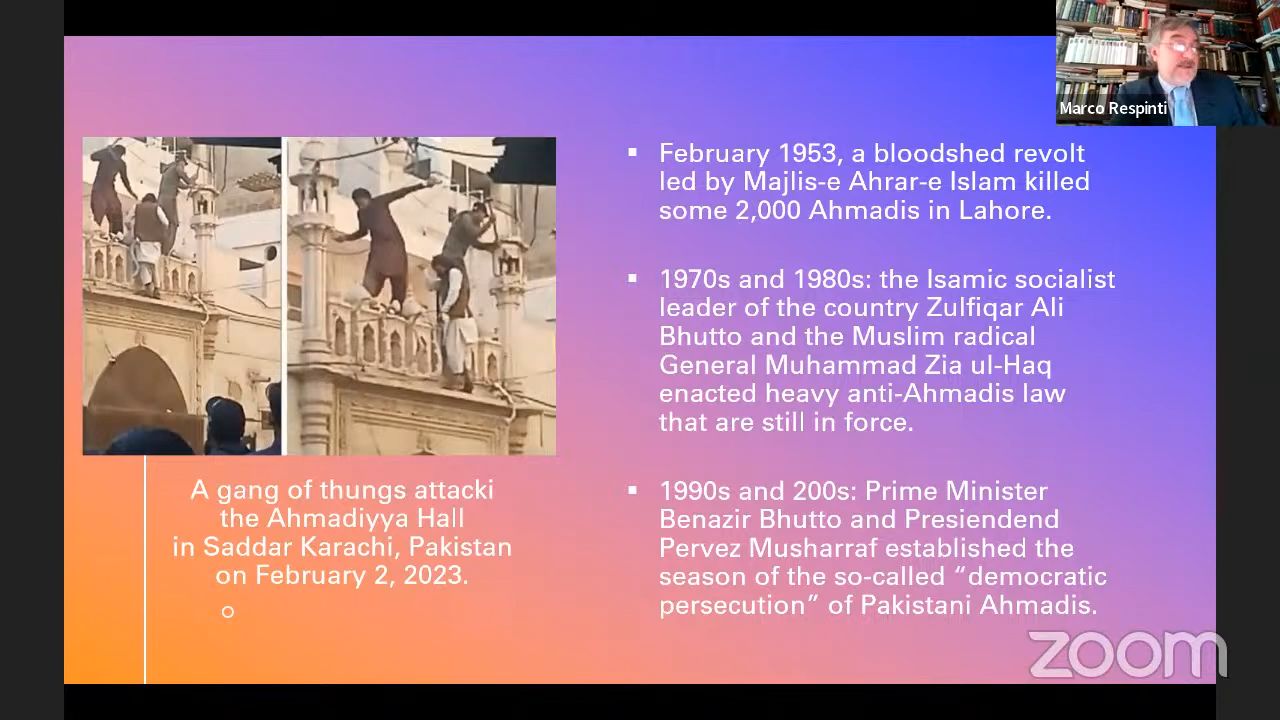 Marco Respinti
February 1953, a bloodshed revolt
led by Majlis-e Ahrar-e Islam killed
some 2,000 Ahmadis in Lahore.
1970s and 1980s: the Isamic socialist
leader of the country Zulfiqar Ali
Bhutto and the Muslim radical
General Muhammad Zia ul-Haq
enacted heavy anti-Ahmadis law
that are still in force.
1990s and 200s: Prime Minister
Benazir Bhutto and Presiendend
Pervez Musharraf established the
season of the so-called “democratic
persecution” of Pakistani Ahmadis.
A gang of thungs attacki
the Ahmadiyya Hall
in Saddar Karachi, Pakistan
on February 2, 2023.
zoom